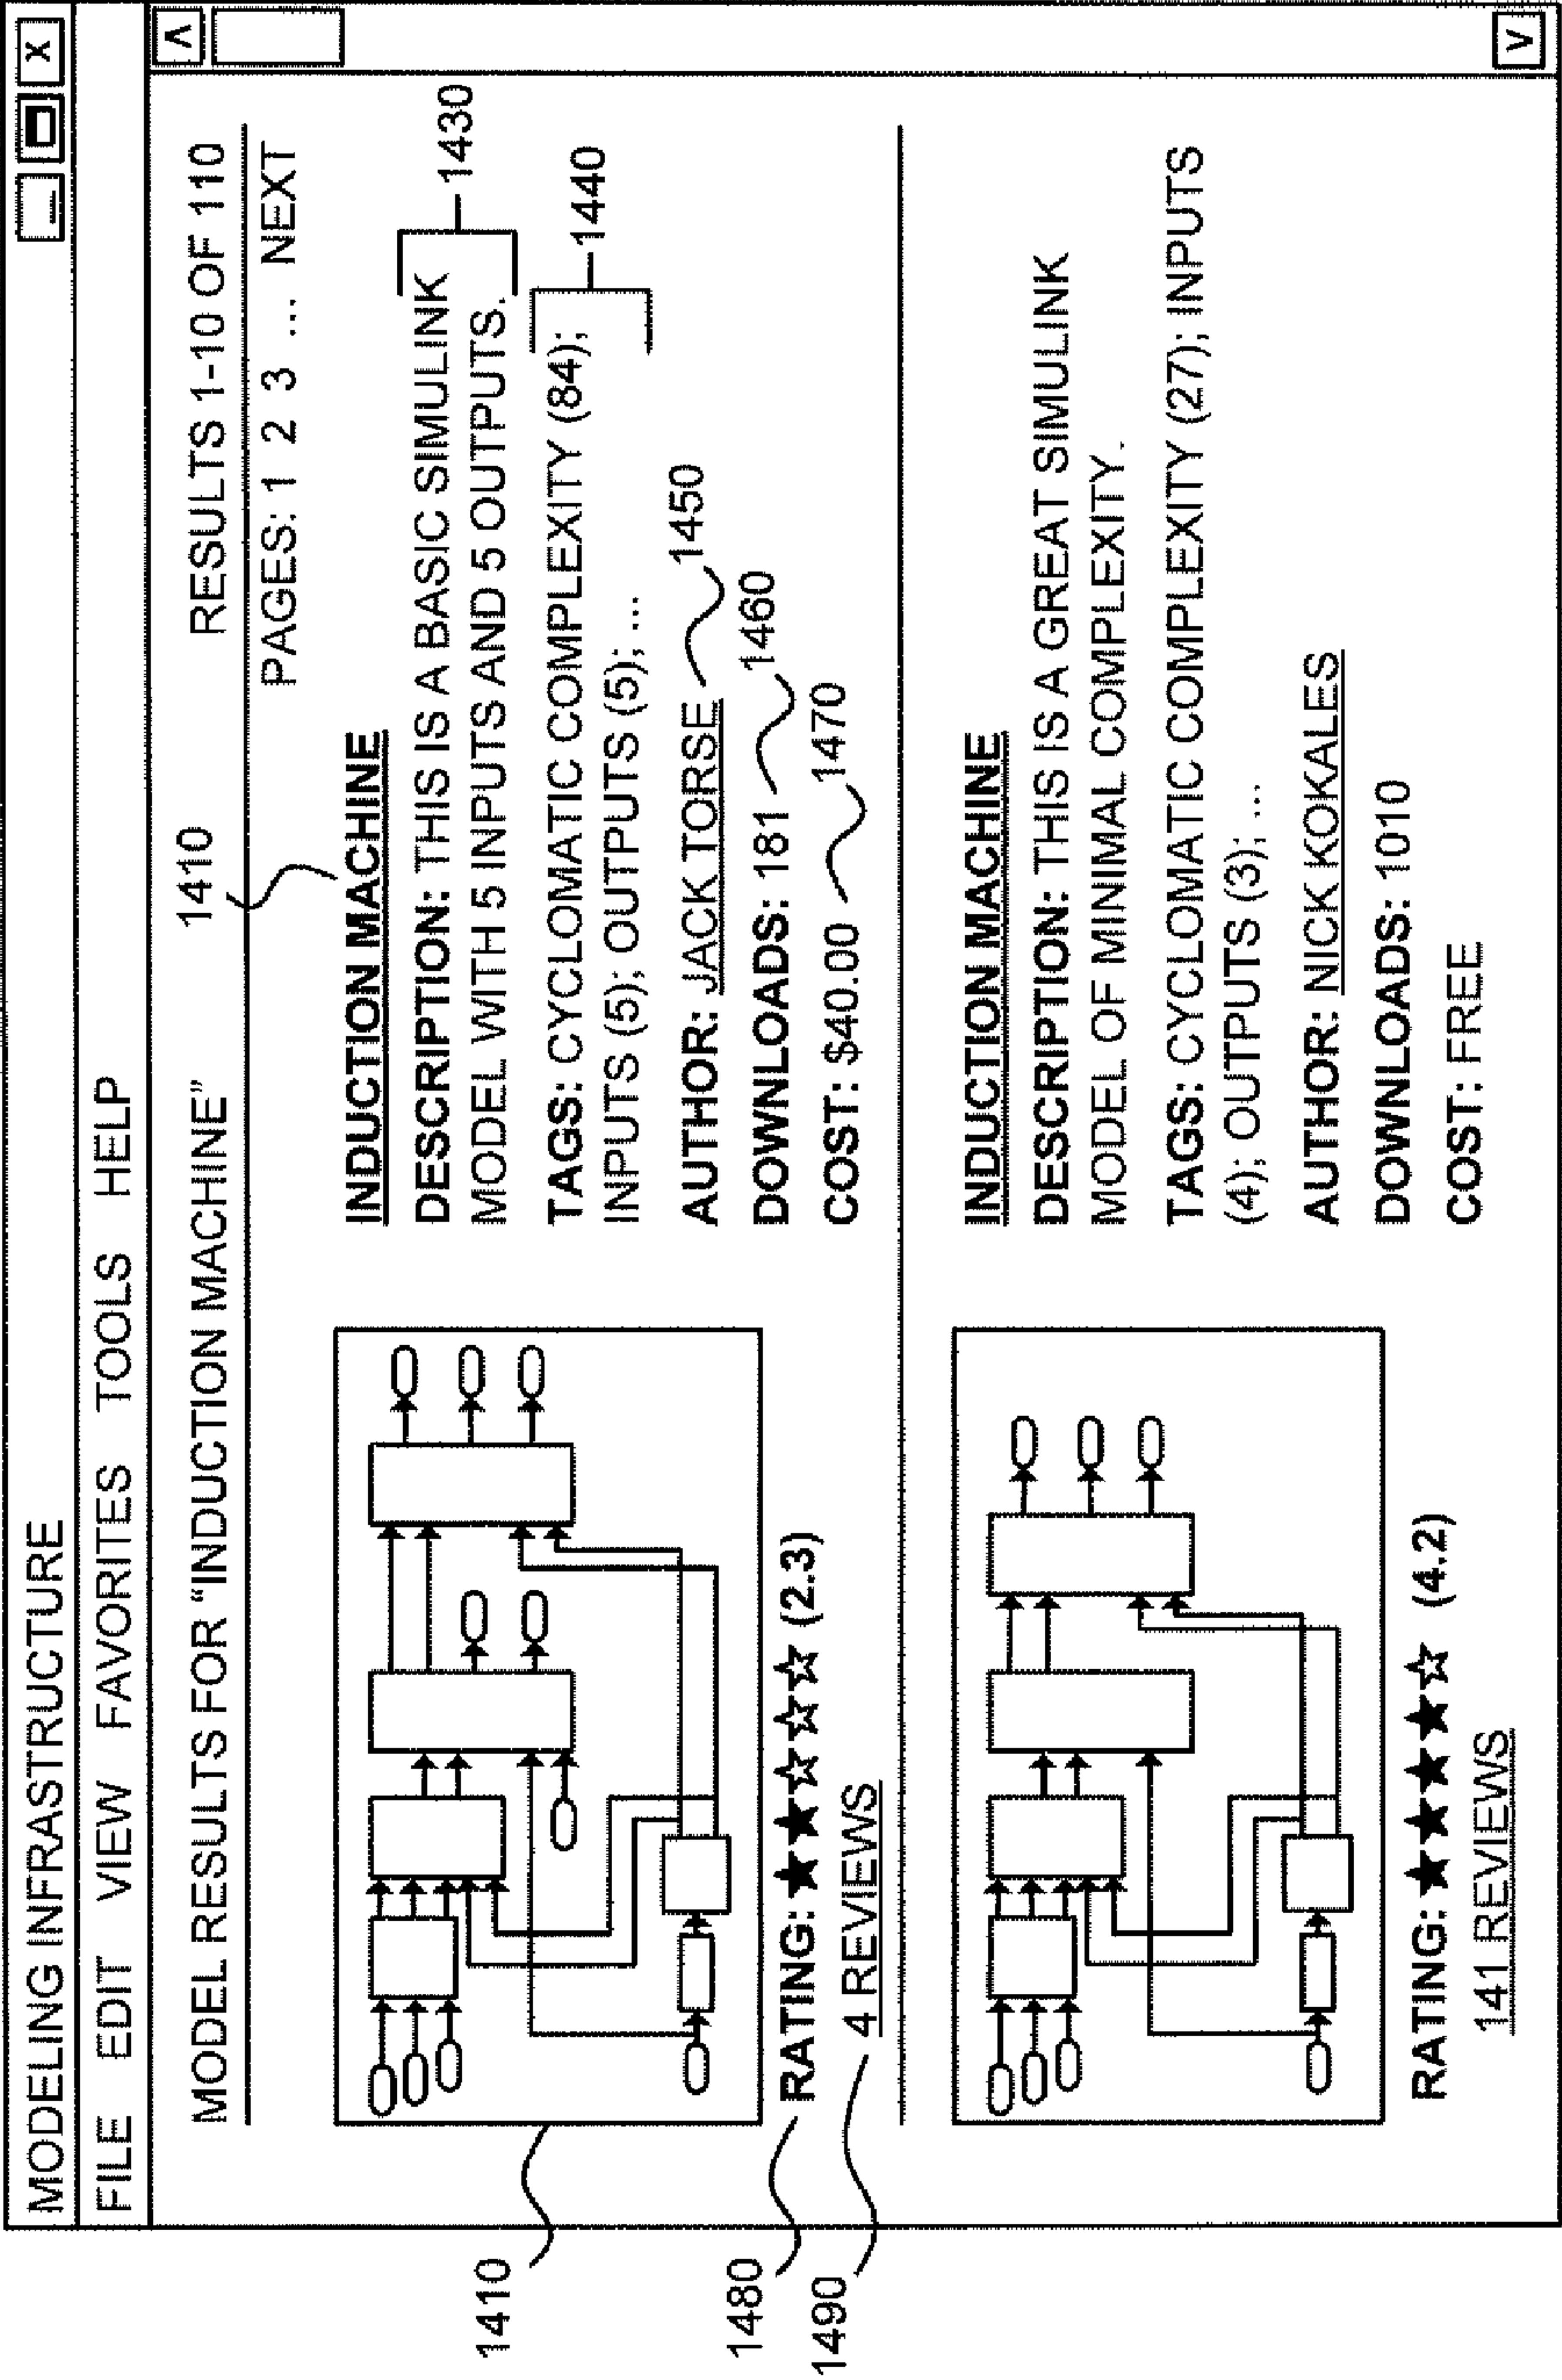 MODELING INFRASTRUCTURE
_ X
FILE EDIT VIEW FAVORITES TOOLS HELP
1410
MODEL RESULTS FOR “INDUCTION MACHINE”
RESULTS 1-10 OF 110
PAGES: 1 2 3 ... NEXT
INDUCTION MACHINE
DESCRIPTION: THIS IS A BASIC SIMULINK
MODEL WITH 5 INPUTS AND 5 OUTPUTS.
1430
TAGS: CYCLOMATIC COMPLEXITY (84);
INPUTS (5); OUTPUTS (5); ...
1440
AUTHOR: JACK TORSE
1450
DOWNLOADS: 181
1460
COST: $40.00
1470
1410
1480
RATING: ★★☆☆☆ (2.3)
1490
4 REVIEWS
INDUCTION MACHINE
DESCRIPTION: THIS IS A GREAT SIMULINK
MODEL OF MINIMAL COMPLEXITY.
TAGS: CYCLOMATIC COMPLEXITY (27); INPUTS
(4); OUTPUTS (3); ...
AUTHOR: NICK KOKALES
DOWNLOADS: 1010
COST: FREE
RATING: ★★★★☆ (4.2)
141 REVIEWS